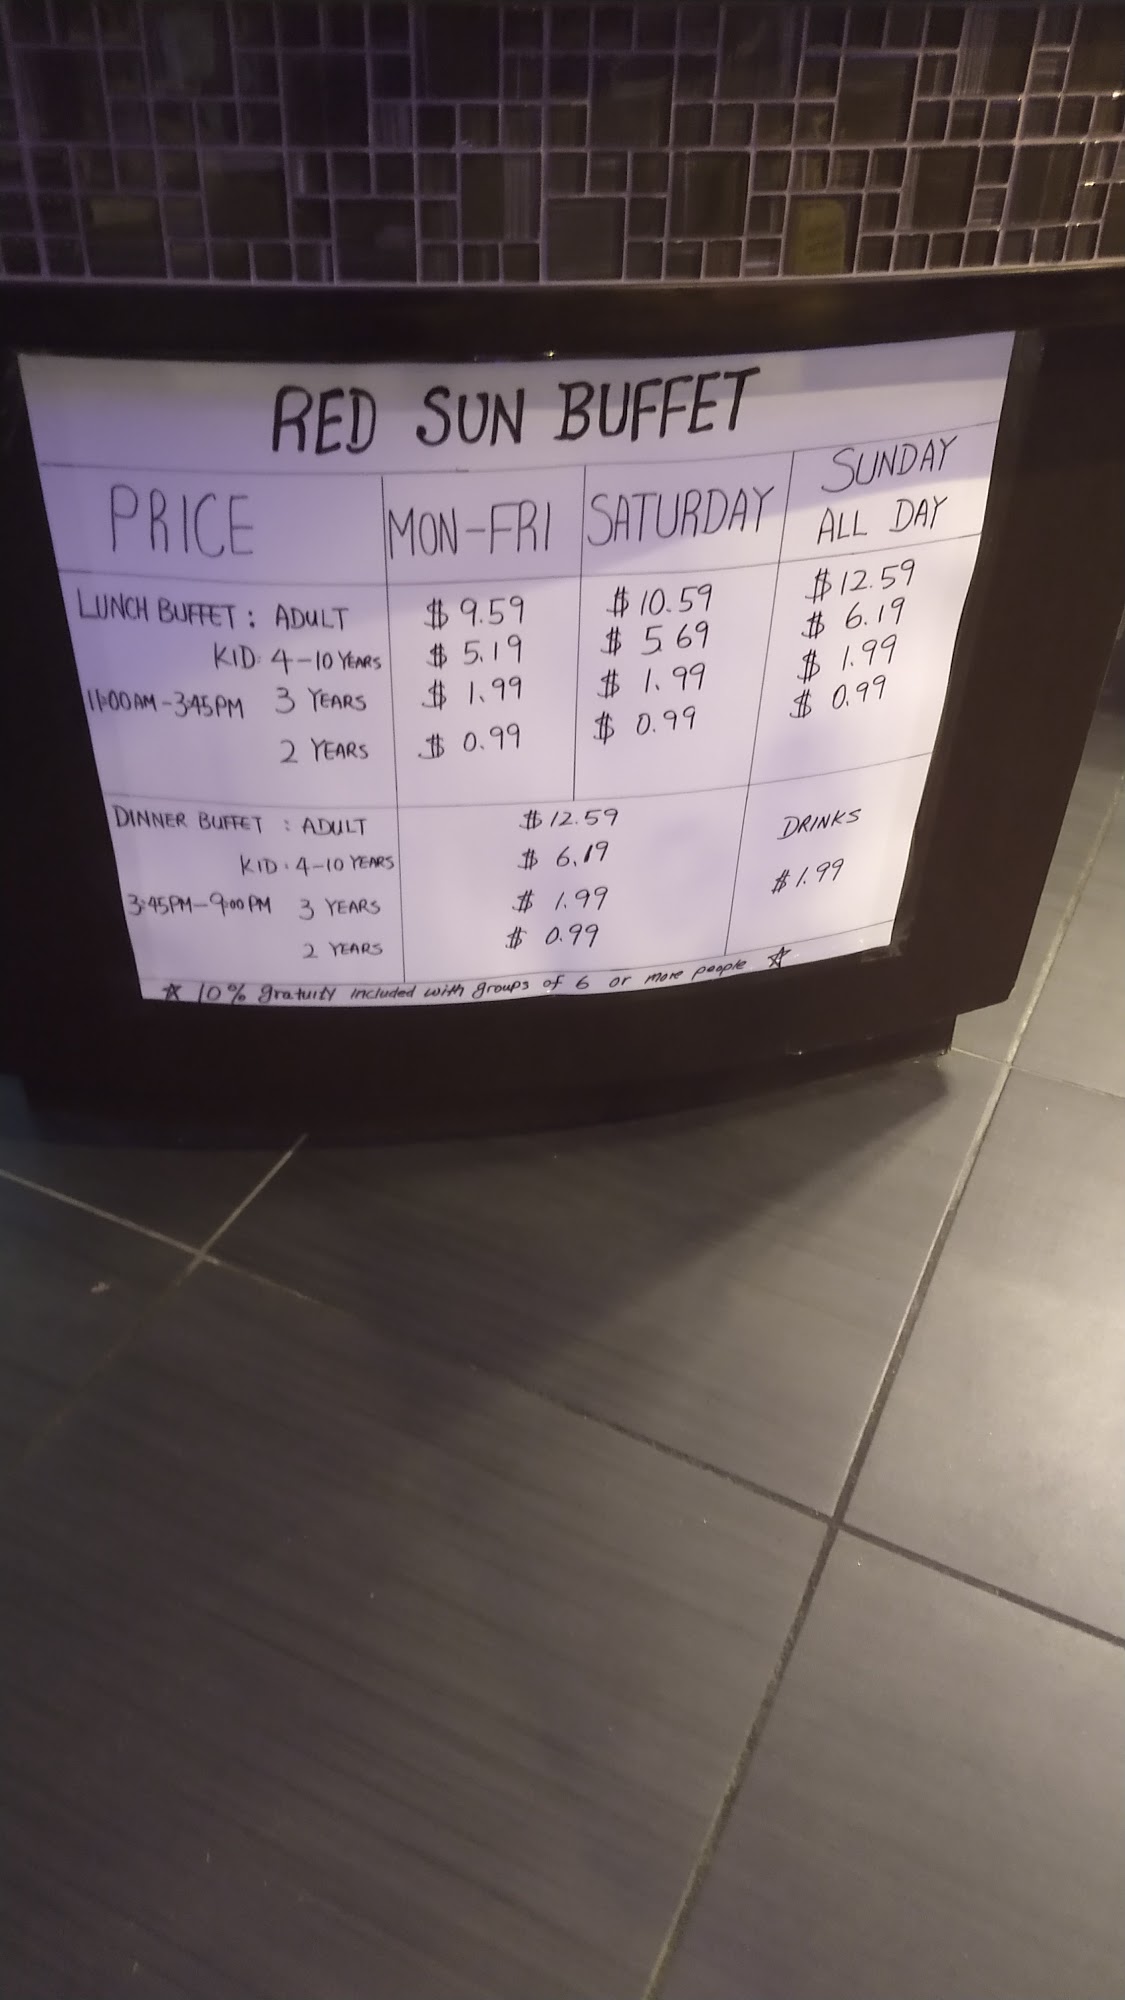 RED SUN BUFFET
PRICE MON-FRI SATURDAY SUNDAY ALL DAY
LUNCH BUFFET : ADULT $ 9.59 $ 10.59 $ 12.59
KID: 4-10 YEARS $ 5.19 $ 5.69 $ 6.19
11:00AM-3:45PM 3 YEARS $ 1.99 $ 1.99 $ 1.99
2 YEARS $ 0.99 $ 0.99 $ 0.99
DINNER BUFFET : ADULT $ 12.59 DRINKS
KID: 4-10 YEARS $ 6.19 $ 1.99
3:45PM-9:00PM 3 YEARS $ 1.99
2 YEARS $ 0.99
☆ 10% gratuity included with groups of 6 or more people ☆